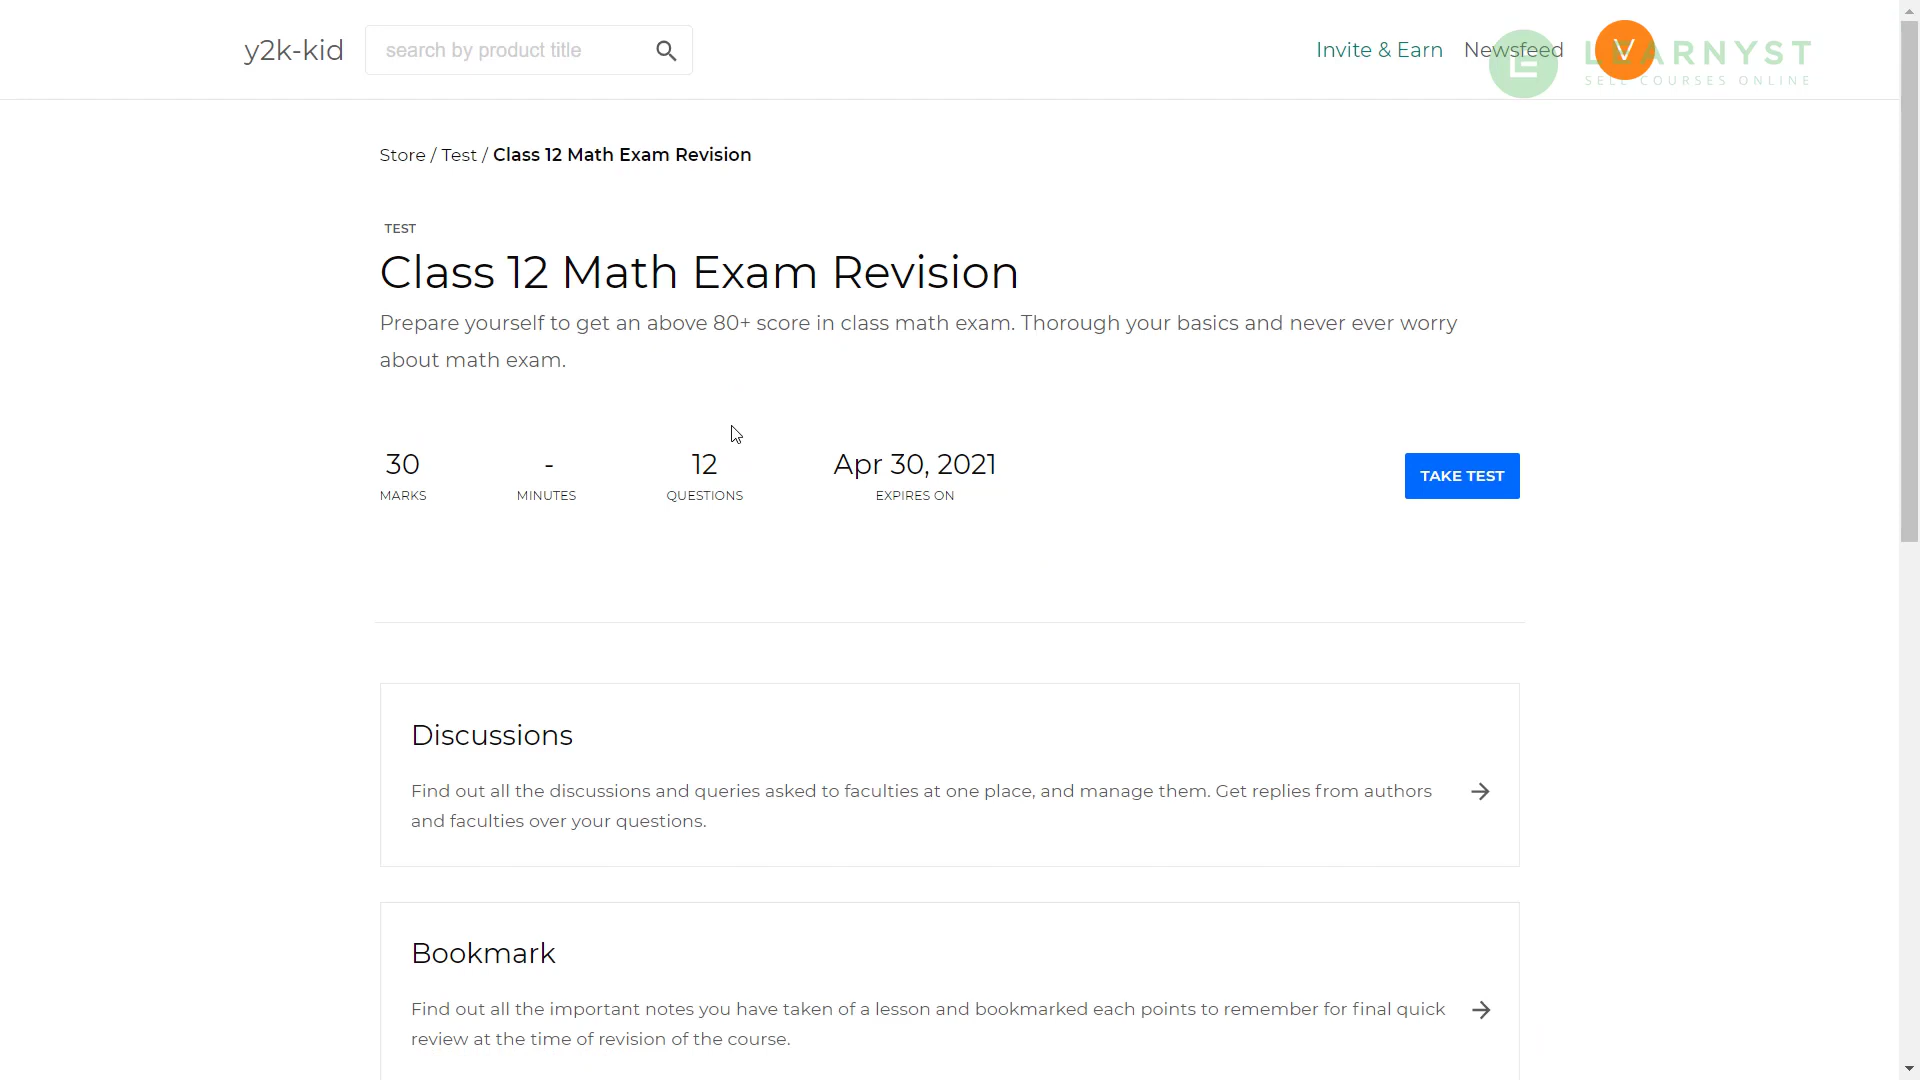 y2k-kid
search by product title
Invite & Earn
Newsfeed
V
LEARNYST
SELL COURSES ONLINE
Store / Test / Class 12 Math Exam Revision
TEST
Class 12 Math Exam Revision
Prepare yourself to get an above 80+ score in class math exam. Thorough your basics and never ever worry
about math exam.
30
MARKS
-
MINUTES
12
QUESTIONS
Apr 30, 2021
EXPIRES ON
TAKE TEST
Discussions
Find out all the discussions and queries asked to faculties at one place, and manage them. Get replies from authors
and faculties over your questions.
Bookmark
Find out all the important notes you have taken of a lesson and bookmarked each points to remember for final quick
review at the time of revision of the course.